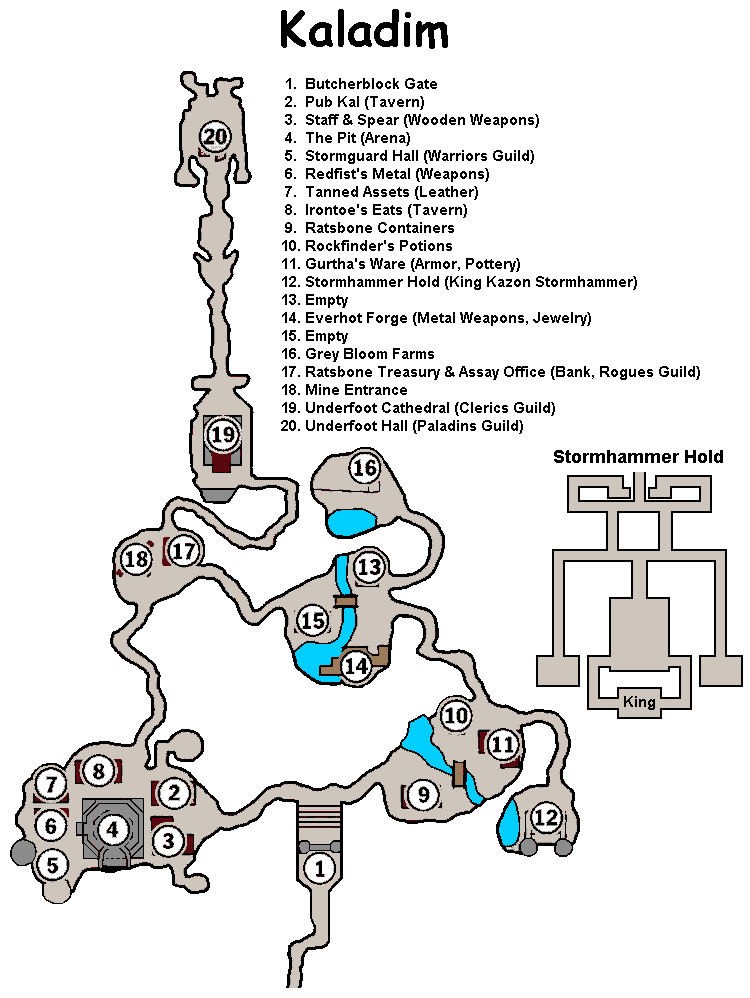 Kaladim
1. Butcherblock Gate
2. Pub Kal (Tavern)
3. Staff & Spear (Wooden Weapons)
4. The Pit (Arena)
5. Stormguard Hall (Warriors Guild)
6. Redfist's Metal (Weapons)
7. Tanned Assets (Leather)
8. Irontoe's Eats (Tavern)
9. Ratsbone Containers
10. Rockfinder's Potions
11. Gurtha's Ware (Armor, Pottery)
12. Stormhammer Hold (King Kazon Stormhammer)
13. Empty
14. Everhot Forge (Metal Weapons, Jewelry)
15. Empty
16. Grey Bloom Farms
17. Ratsbone Treasury & Assay Office (Bank, Rogues Guild)
18. Mine Entrance
19. Underfoot Cathedral (Clerics Guild)
20. Underfoot Hall (Paladins Guild)
20
19
Stormhammer Hold
16
18
17
13
15
14
King
10
11
7
8
2
9
12
6
4
3
5
1